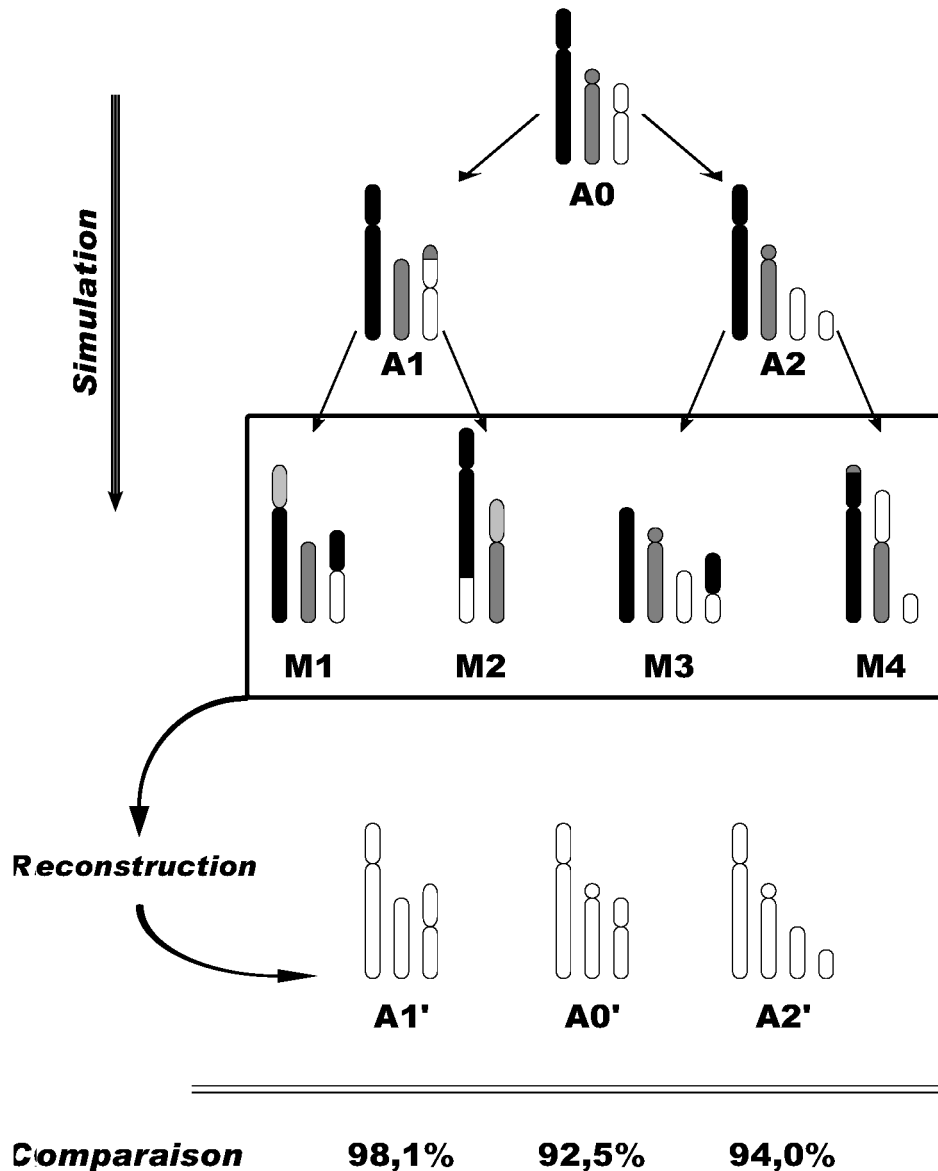 A0
Simulation
A1 A2
M1 M2 M3 M4
Reconstruction
A1' A0' A2'
Comparaison 98,1% 92,5% 94,0%